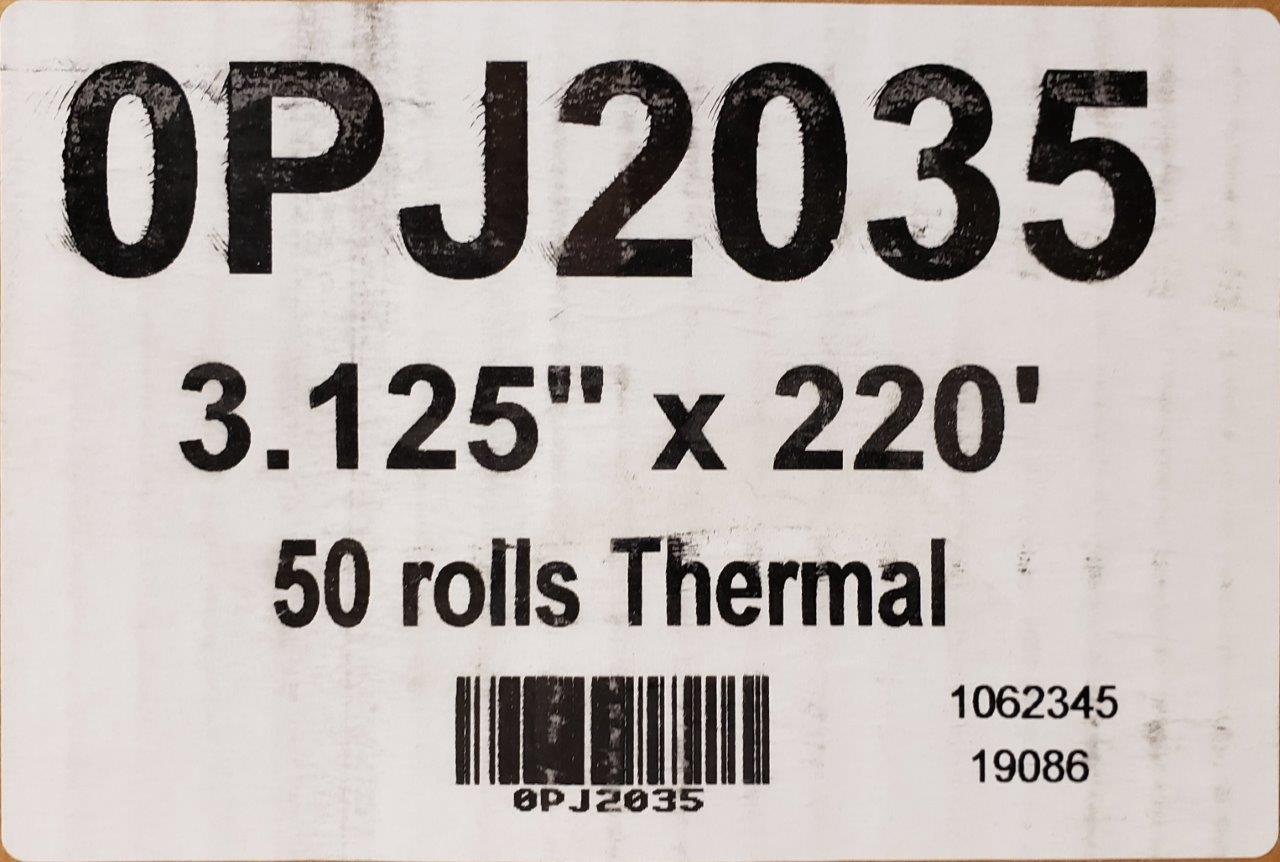 0PJ2035
3.125" x 220'
50 rolls Thermal
0PJ2035
1062345
19086